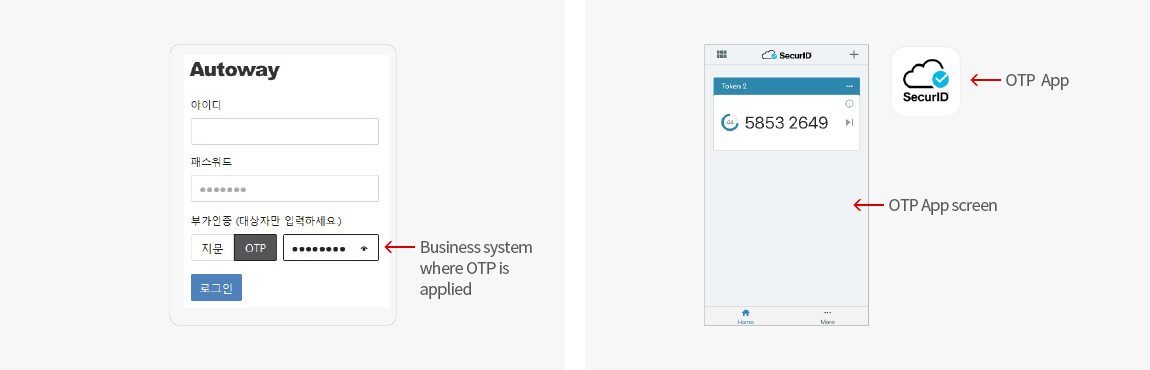 Autoway
아이디
패스워드
부가인증 (대상자만 입력하세요.)
지문
OTP
로그인
Business system
where OTP is
applied
SecurID
Token 2
5853 2649
Home
More
SecurID
OTP App
OTP App screen